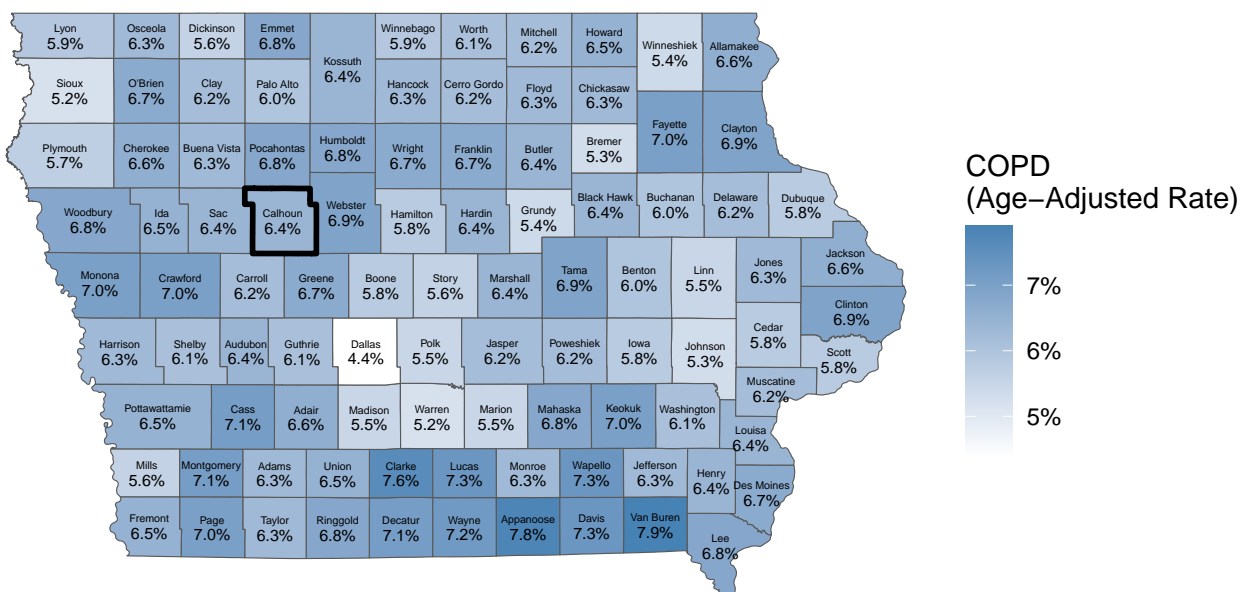 Lyon
5.9%
Osceola
6.3%
Dickinson
5.6%
Emmet
6.8%
Kossuth
6.4%
Winnebago
5.9%
Worth
6.1%
Mitchell
6.2%
Howard
6.5%
Winneshiek
5.4%
Allamakee
6.6%
Sioux
5.2%
O'Brien
6.7%
Clay
6.2%
Palo Alto
6.0%
Hancock
6.3%
Cerro Gordo
6.2%
Floyd
6.3%
Chickasaw
6.3%
Fayette
7.0%
Clayton
6.9%
Plymouth
5.7%
Cherokee
6.6%
Buena Vista
6.3%
Pocahontas
6.8%
Humboldt
6.8%
Wright
6.7%
Franklin
6.7%
Butler
6.4%
Bremer
5.3%
Woodbury
6.8%
Ida
6.5%
Sac
6.4%
Calhoun
6.4%
Webster
6.9%
Hamilton
5.8%
Hardin
6.4%
Grundy
5.4%
Black Hawk
6.4%
Buchanan
6.0%
Delaware
6.2%
Dubuque
5.8%
Monona
7.0%
Crawford
7.0%
Carroll
6.2%
Greene
6.7%
Boone
5.8%
Story
5.6%
Marshall
6.4%
Tama
6.9%
Benton
6.0%
Linn
5.5%
Jones
6.3%
Jackson
6.6%
Clinton
6.9%
Harrison
6.3%
Shelby
6.1%
Audubon
6.4%
Guthrie
6.1%
Dallas
4.4%
Polk
5.5%
Jasper
6.2%
Poweshiek
6.2%
Iowa
5.8%
Johnson
5.3%
Cedar
5.8%
Scott
5.8%
Muscatine
6.2%
Pottawattamie
6.5%
Cass
7.1%
Adair
6.6%
Madison
5.5%
Warren
5.2%
Marion
5.5%
Mahaska
6.8%
Keokuk
7.0%
Washington
6.1%
Louisa
6.4%
Mills
5.6%
Montgomery
7.1%
Adams
6.3%
Union
6.5%
Clarke
7.6%
Lucas
7.3%
Monroe
6.3%
Wapello
7.3%
Jefferson
6.3%
Henry
6.4%
Des Moines
6.7%
Fremont
6.5%
Page
7.0%
Taylor
6.3%
Ringgold
6.8%
Decatur
7.1%
Wayne
7.2%
Appanoose
7.8%
Davis
7.3%
Van Buren
7.9%
Lee
6.8%
COPD
(Age−Adjusted Rate)
7%
6%
5%